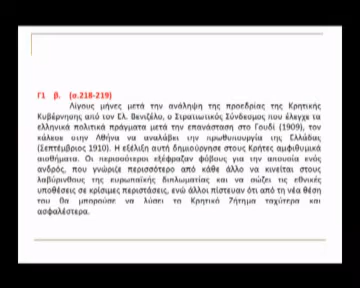 Γ1 β. (σ.218-219)
Λίγους μήνες μετά την ανάληψη της προεδρίας της Κρητικής
Κυβέρνησης από τον Ελ. Βενιζέλο, ο Στρατιωτικός Σύνδεσμος που έλεγχε τα
ελληνικά πολιτικά πράγματα μετά την επανάσταση στο Γουδί (1909), τον
κάλεσε στην Αθήνα να αναλάβει την πρωθυπουργία της Ελλάδας
(Σεπτέμβριος 1910). Η εξέλιξη αυτή δημιούργησε στους Κρήτες αμφιθυμικά
αισθήματα. Οι περισσότεροι εξέφραζαν φόβους για την απουσία ενός
ανδρός, που γνώριζε περισσότερο από κάθε άλλο να κινείται στους
λαβύρινθους της ευρωπαϊκής διπλωματίας και να σώζει τις εθνικές
υποθέσεις σε κρίσιμες περιστάσεις, ενώ άλλοι πίστευαν ότι από τη νέα θέση
του θα μπορούσε να λύσει το Κρητικό Ζήτημα ταχύτερα και
ασφαλέστερα.